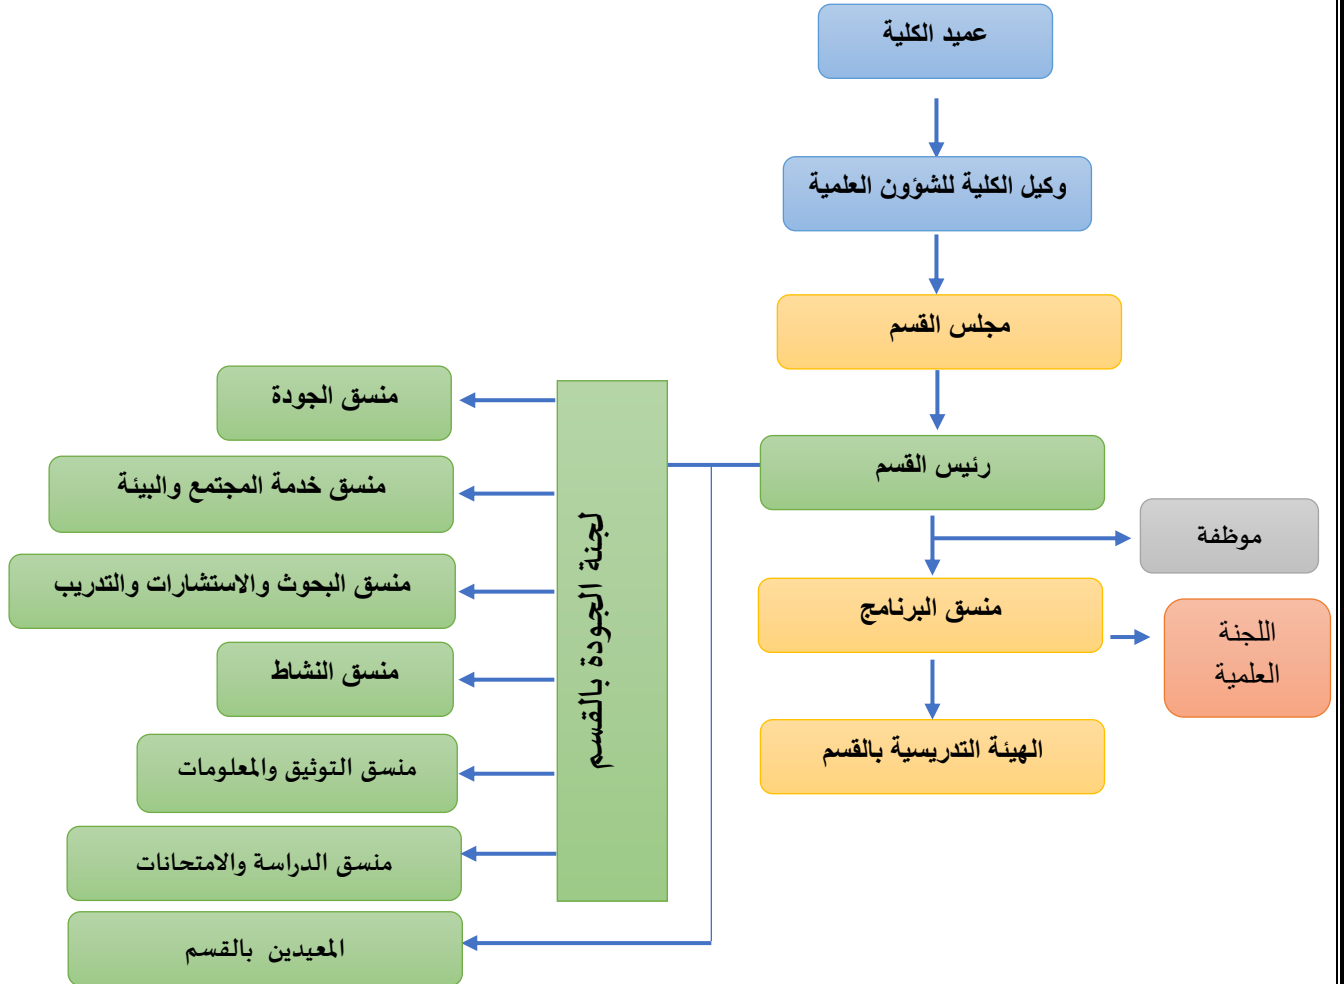 عميد الكلية
وكيل الكلية للشؤون العلمية
مجلس القسم
رئيس القسم
موظفة
منسق البرنامج
اللجنة
العلمية
الهيئة التدريسية بالقسم
لجنة الجودة بالقسم
منسق الجودة
منسق خدمة المجتمع والبيئة
منسق البحوث والاستشارات والتدريب
منسق النشاط
منسق التوثيق والمعلومات
منسق الدراسة والامتحانات
المعيدين بالقسم